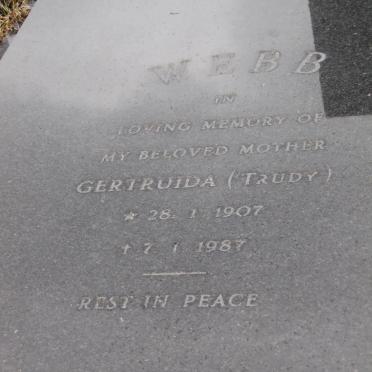 WEBB
IN
LOVING MEMORY OF
MY BELOVED MOTHER
GERTRUIDA (TRUDY)
* 28. 1. 1907
† 7. 1. 1987
REST IN PEACE